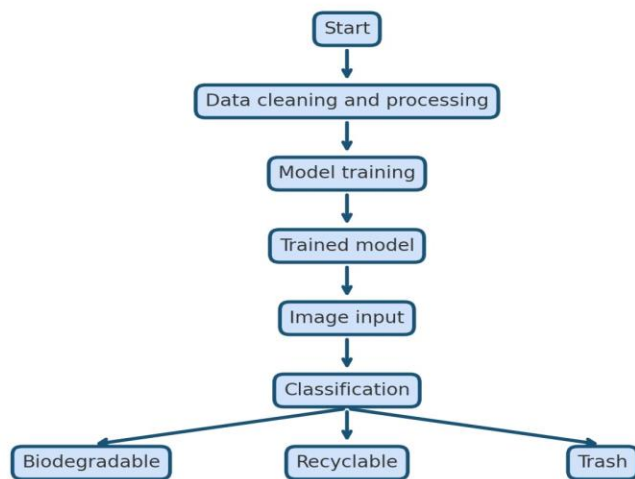 Start
Data cleaning and processing
Model training
Trained model
Image input
Classification
Biodegradable
Recyclable
Trash